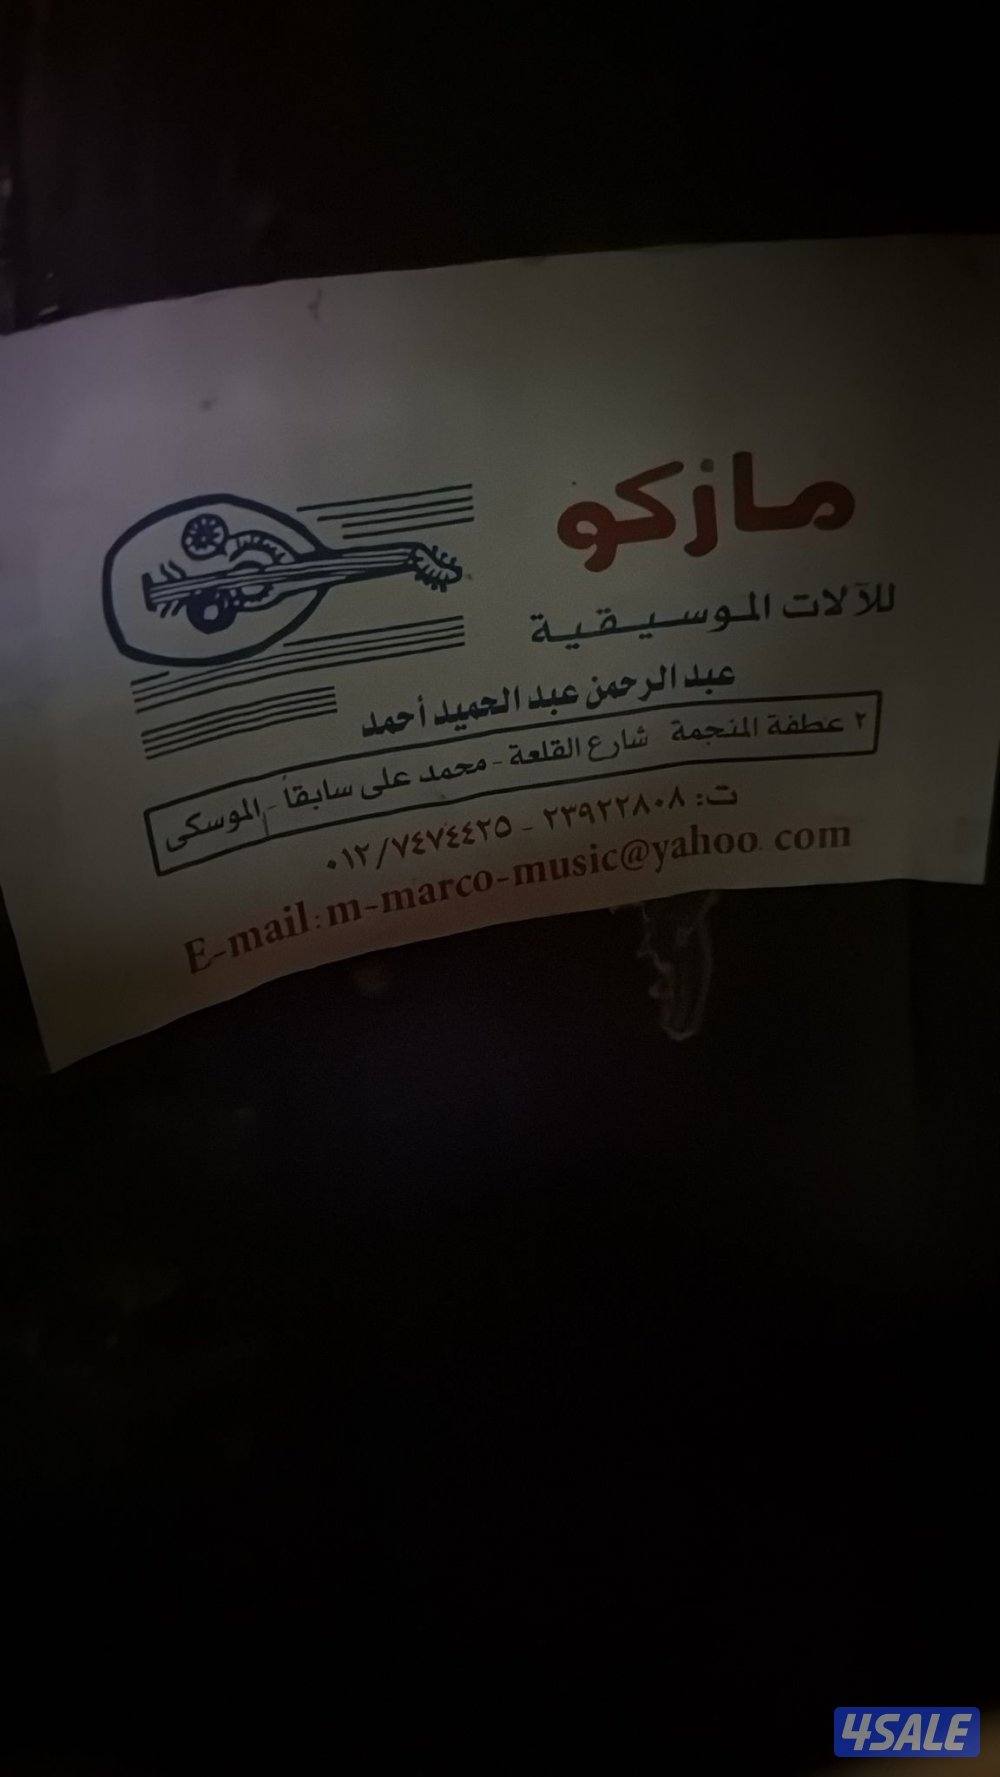 مازكو
للآلات الموسيقية
عبد الرحمن عبد الحميد أحمد
٢ عطفة المنجمة شارع القلعة - محمد على سابقاً - الموسكى
ت: ٢٣٩٢٢٨٠٨ - ٠١٢/٧٤٧٤٤٢٥
E-mail: m-marco-music@yahoo.com
4SALE